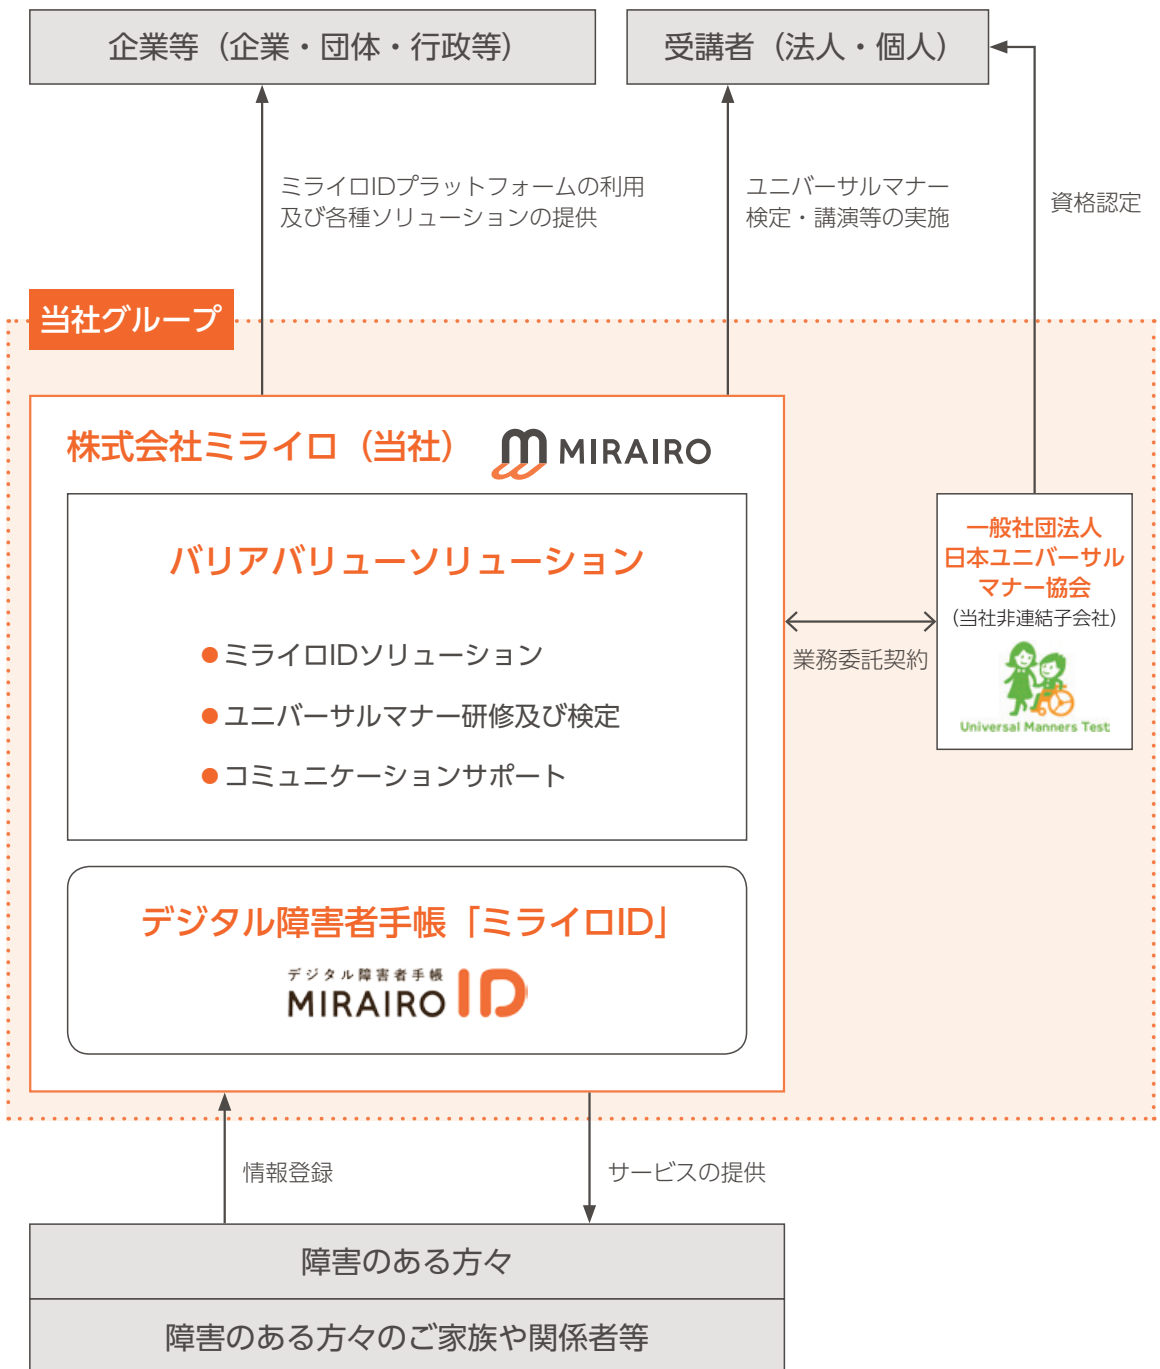 企業等（企業・団体・行政等）
受講者（法人・個人）
ミライロIDプラットフォームの利用
及び各種ソリューションの提供
ユニバーサルマナー
検定・講演等の実施
資格認定
当社グループ
株式会社ミライロ（当社）
MIRAIRO
バリアバリューソリューション
●ミライロIDソリューション
●ユニバーサルマナー研修及び検定
●コミュニケーションサポート
業務委託契約
一般社団法人
日本ユニバーサル
マナー協会
（当社非連結子会社）
Universal Manners Test
デジタル障害者手帳「ミライロID」
デジタル障害者手帳
MIRAIRO ID
情報登録
サービスの提供
障害のある方々
障害のある方々のご家族や関係者等